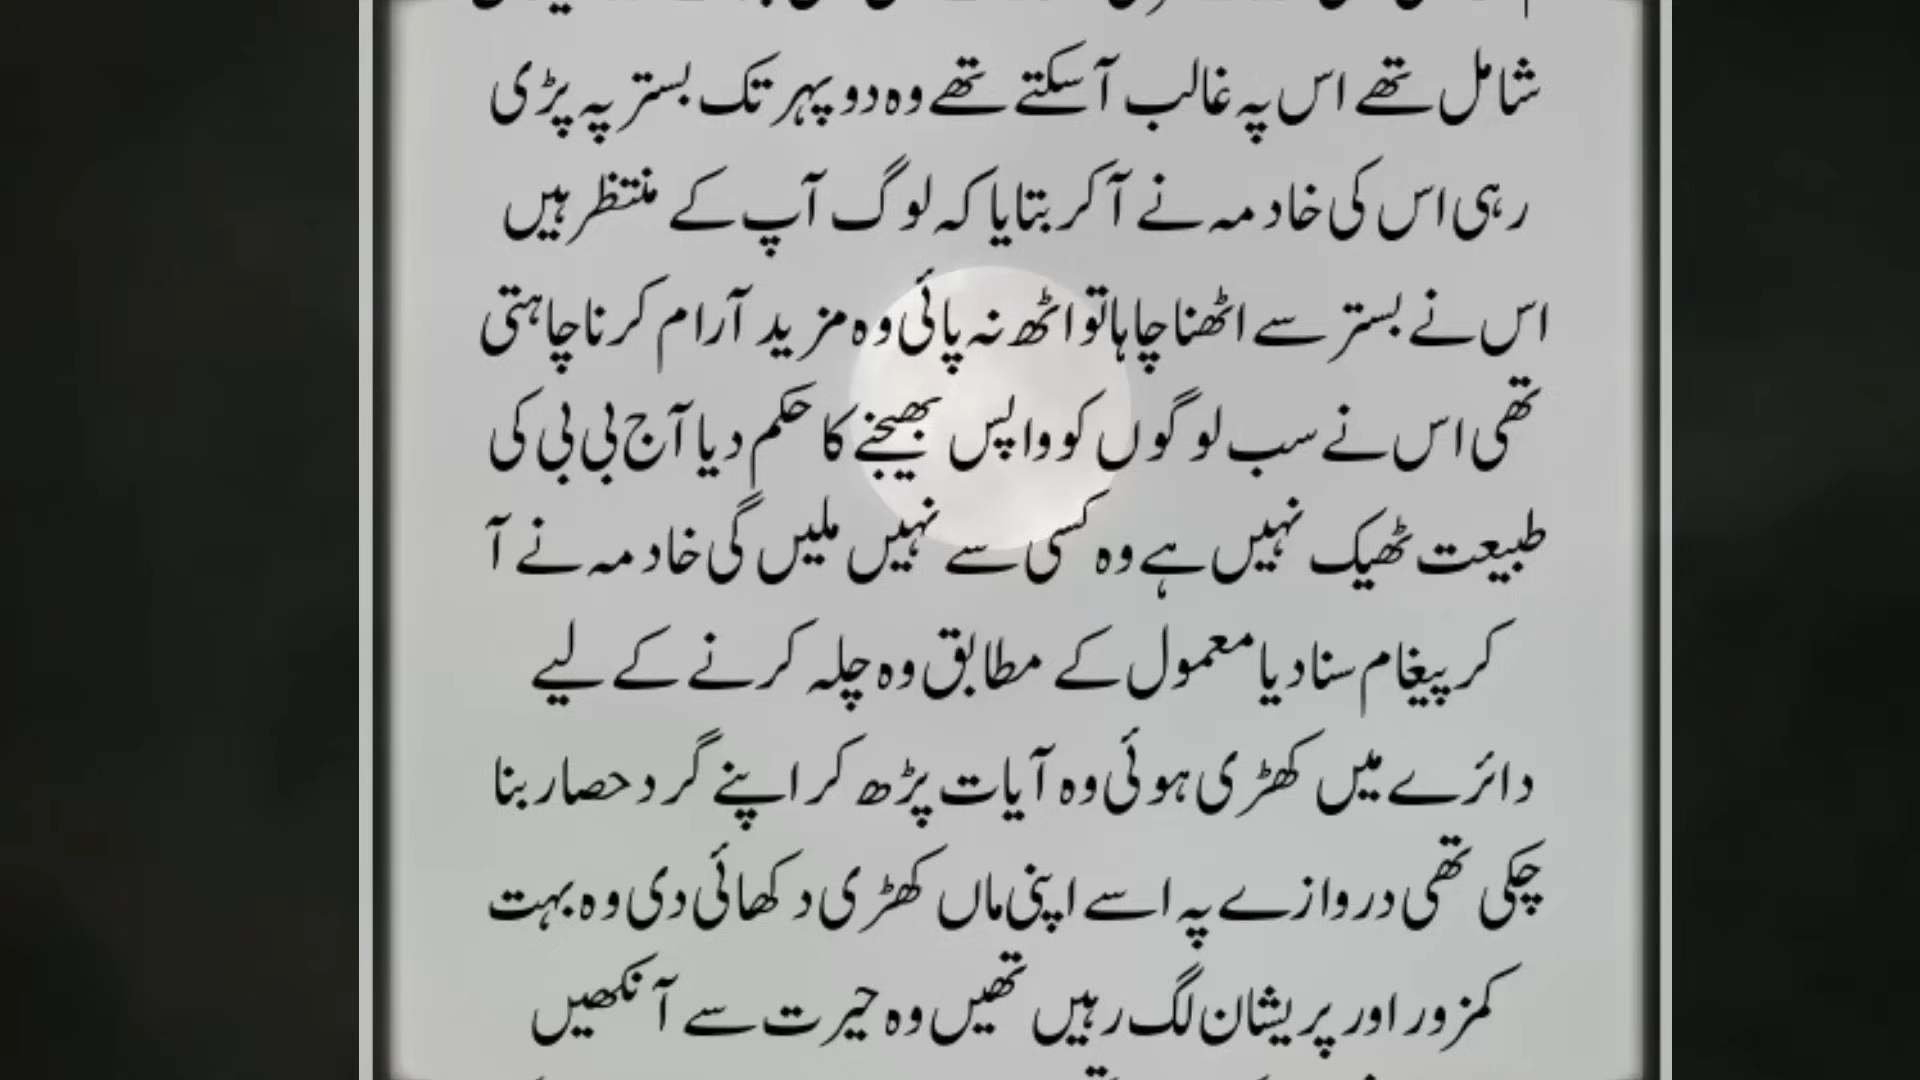 شامل تھے اس پہ غالب آسکتے تھے وہ دوپہر تک بستر پہ پڑی
رہی اس کی خادمہ نے آکر بتایا کہ لوگ آپ کے منتظر ہیں
اس نے بستر سے اٹھنا چاہا تو اٹھ نہ پائی وہ مزید آرام کرنا چاہتی
تھی اس نے سب لوگوں کو واپس بھیجنے کا حکم دیا آج بی بی کی
طبیعت ٹھیک نہیں ہے وہ کسی سے نہیں ملیں گی خادمہ نے آ
کر پیغام سنا دیا معمول کے مطابق وہ چلہ کرنے کے لیے
دائرے میں کھڑی ہوئی وہ آیات پڑھ کر اپنے گرد حصار بنا
چکی تھی دروازے پہ اسے اپنی ماں کھڑی دکھائی دی وہ بہت
کمزور اور پریشان لگ رہیں تھیں وہ حیرت سے آنکھیں